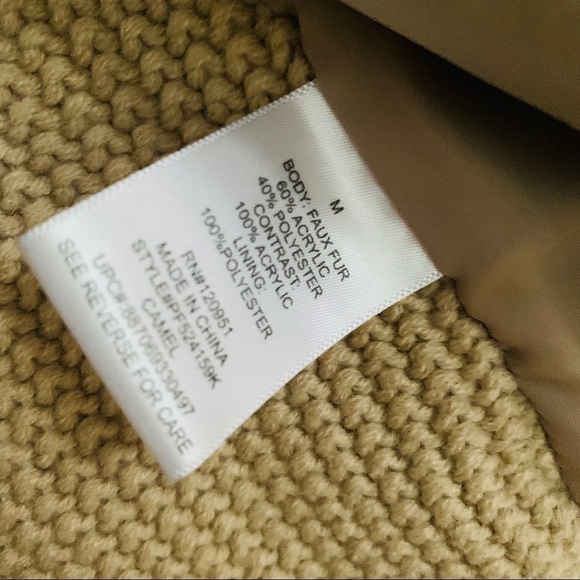 M
BODY: FAUX FUR
60% ACRYLIC
40% POLYESTER
CONTRAST:
100% ACRYLIC
LINING:
100%POLYESTER
RN#120951
MADE IN CHINA
STYLE#PF524159K
CAMEL
UPC# 887069330497
SEE REVERSE FOR CARE